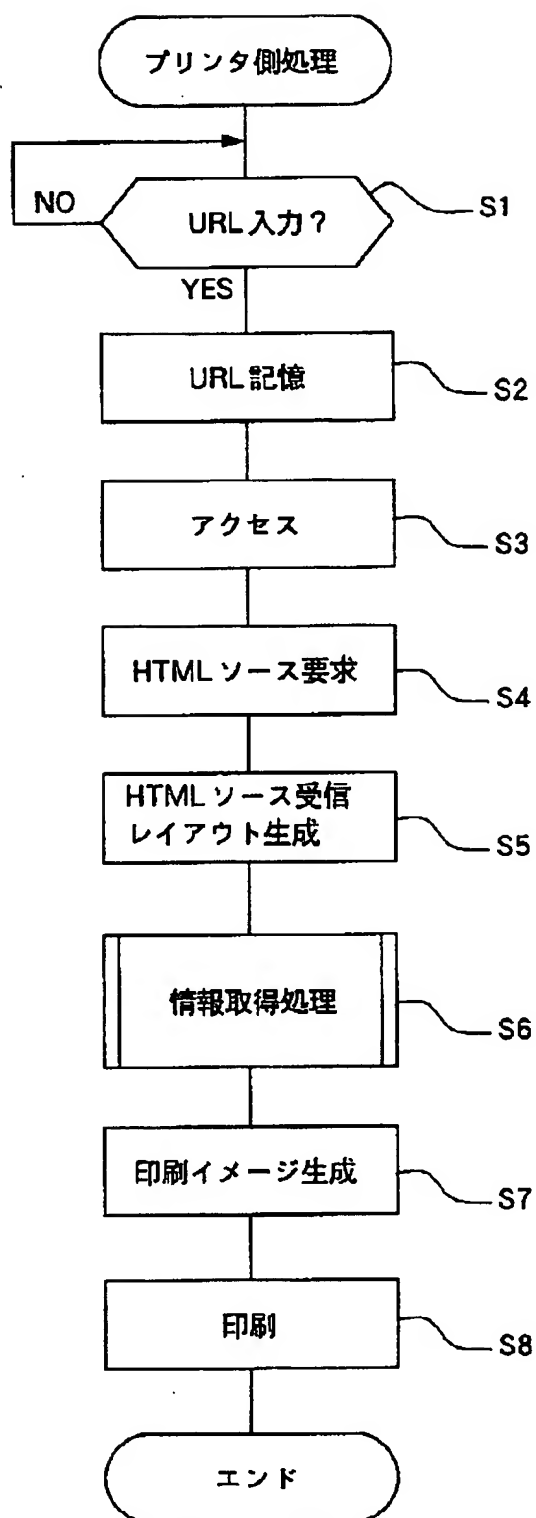 プリンタ側処理
NO
URL入力?
S1
YES
URL記憶
S2
アクセス
S3
HTMLソース要求
S4
HTMLソース受信
レイアウト生成
S5
情報取得処理
S6
印刷イメージ生成
S7
印刷
S8
エンド